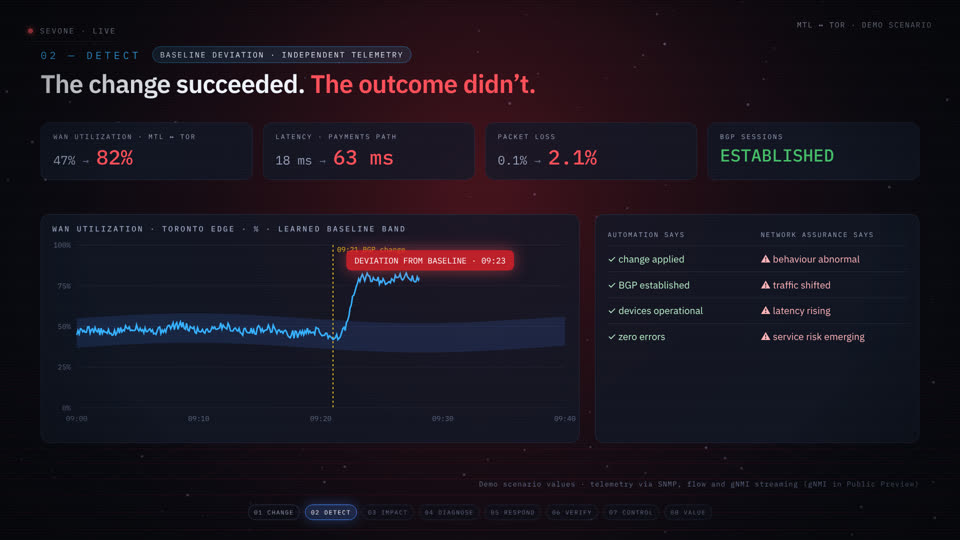 SEVONE · LIVE
MTL ↔ TOR · DEMO SCENARIO
02 — DETECT
BASELINE DEVIATION · INDEPENDENT TELEMETRY
The change succeeded. The outcome didn’t.
WAN UTILIZATION · MTL ↔ TOR
47% → 82%
LATENCY · PAYMENTS PATH
18 ms → 63 ms
PACKET LOSS
0.1% → 2.1%
BGP SESSIONS
ESTABLISHED
WAN UTILIZATION · TORONTO EDGE · % · LEARNED BASELINE BAND
100%
75%
50%
25%
0%
09:21 BGP change
DEVIATION FROM BASELINE · 09:23
09:00
09:10
09:20
09:30
09:40
AUTOMATION SAYS
NETWORK ASSURANCE SAYS
✓ change applied
⚠ behaviour abnormal
✓ BGP established
⚠ traffic shifted
✓ devices operational
⚠ latency rising
✓ zero errors
⚠ service risk emerging
Demo scenario values · telemetry via SNMP, flow and gNMI streaming (gNMI in Public Preview)
01 CHANGE
02 DETECT
03 IMPACT
04 DIAGNOSE
05 RESPOND
06 VERIFY
07 CONTROL
08 VALUE